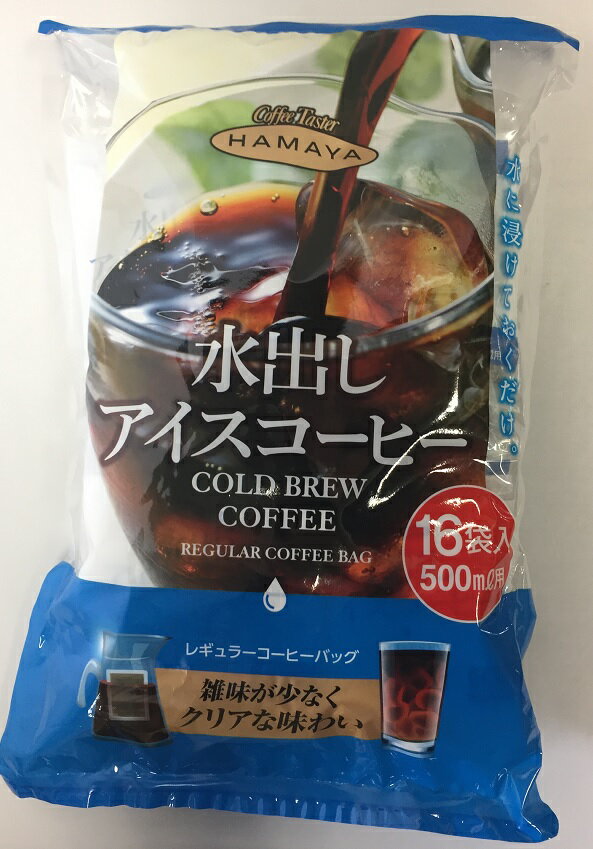 Coffee Taster
HAMAYA
水に浸けておくだけ。
水出し
アイスコーヒー
COLD BREW
COFFEE
REGULAR COFFEE BAG
16袋入
500mℓ用
レギュラーコーヒーバッグ
雑味が少なく
クリアな味わい